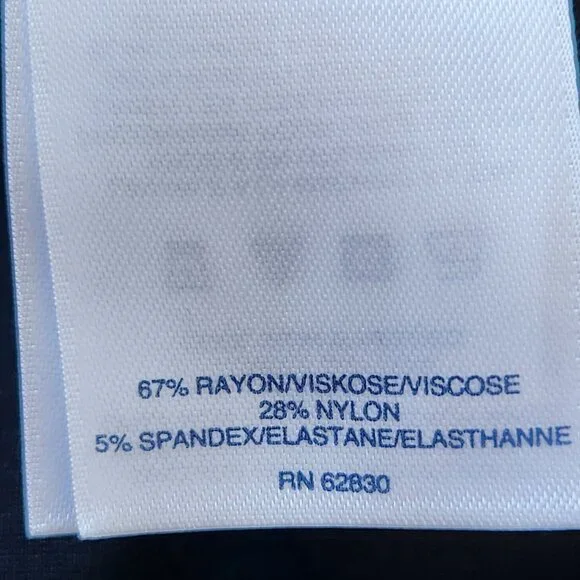 67% RAYON/VISKOSE/VISCOSE
28% NYLON
5% SPANDEX/ELASTANE/ELASTHANNE
RN 62830